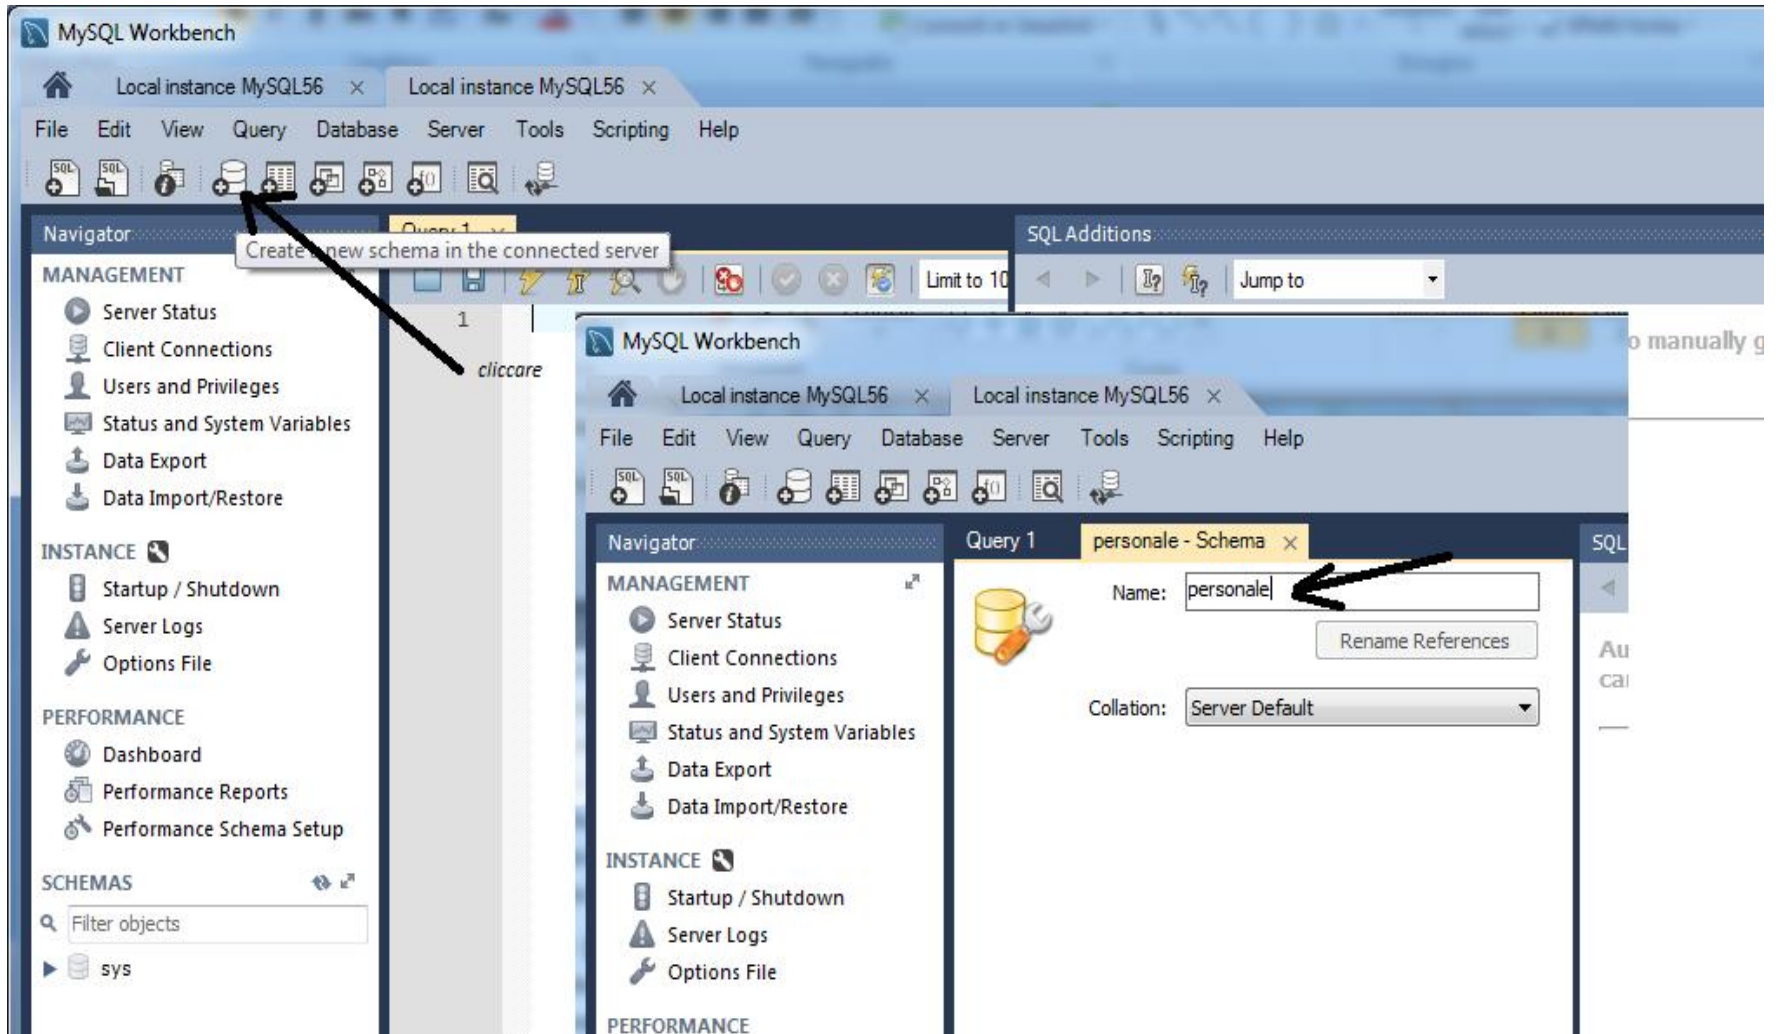 MySQL Workbench
Local instance MySQL56
Local instance MySQL56
File Edit View Query Database Server Tools Scripting Help
Navigator
Query 1
SQL Additions
Create a new schema in the connected server
MANAGEMENT
Limit to 10
Jump to
Server Status
Client Connections
Users and Privileges
Status and System Variables
Data Export
Data Import/Restore
INSTANCE
Startup / Shutdown
Server Logs
Options File
PERFORMANCE
Dashboard
Performance Reports
Performance Schema Setup
SCHEMAS
Filter objects
sys
1
cliccare
o manually g
MySQL Workbench
Local instance MySQL56
Local instance MySQL56
File Edit View Query Database Server Tools Scripting Help
Navigator
Query 1
personale - Schema
SQL
MANAGEMENT
Name: personale
Rename References
Collation: Server Default
Au
car
Server Status
Client Connections
Users and Privileges
Status and System Variables
Data Export
Data Import/Restore
INSTANCE
Startup / Shutdown
Server Logs
Options File
PERFORMANCE